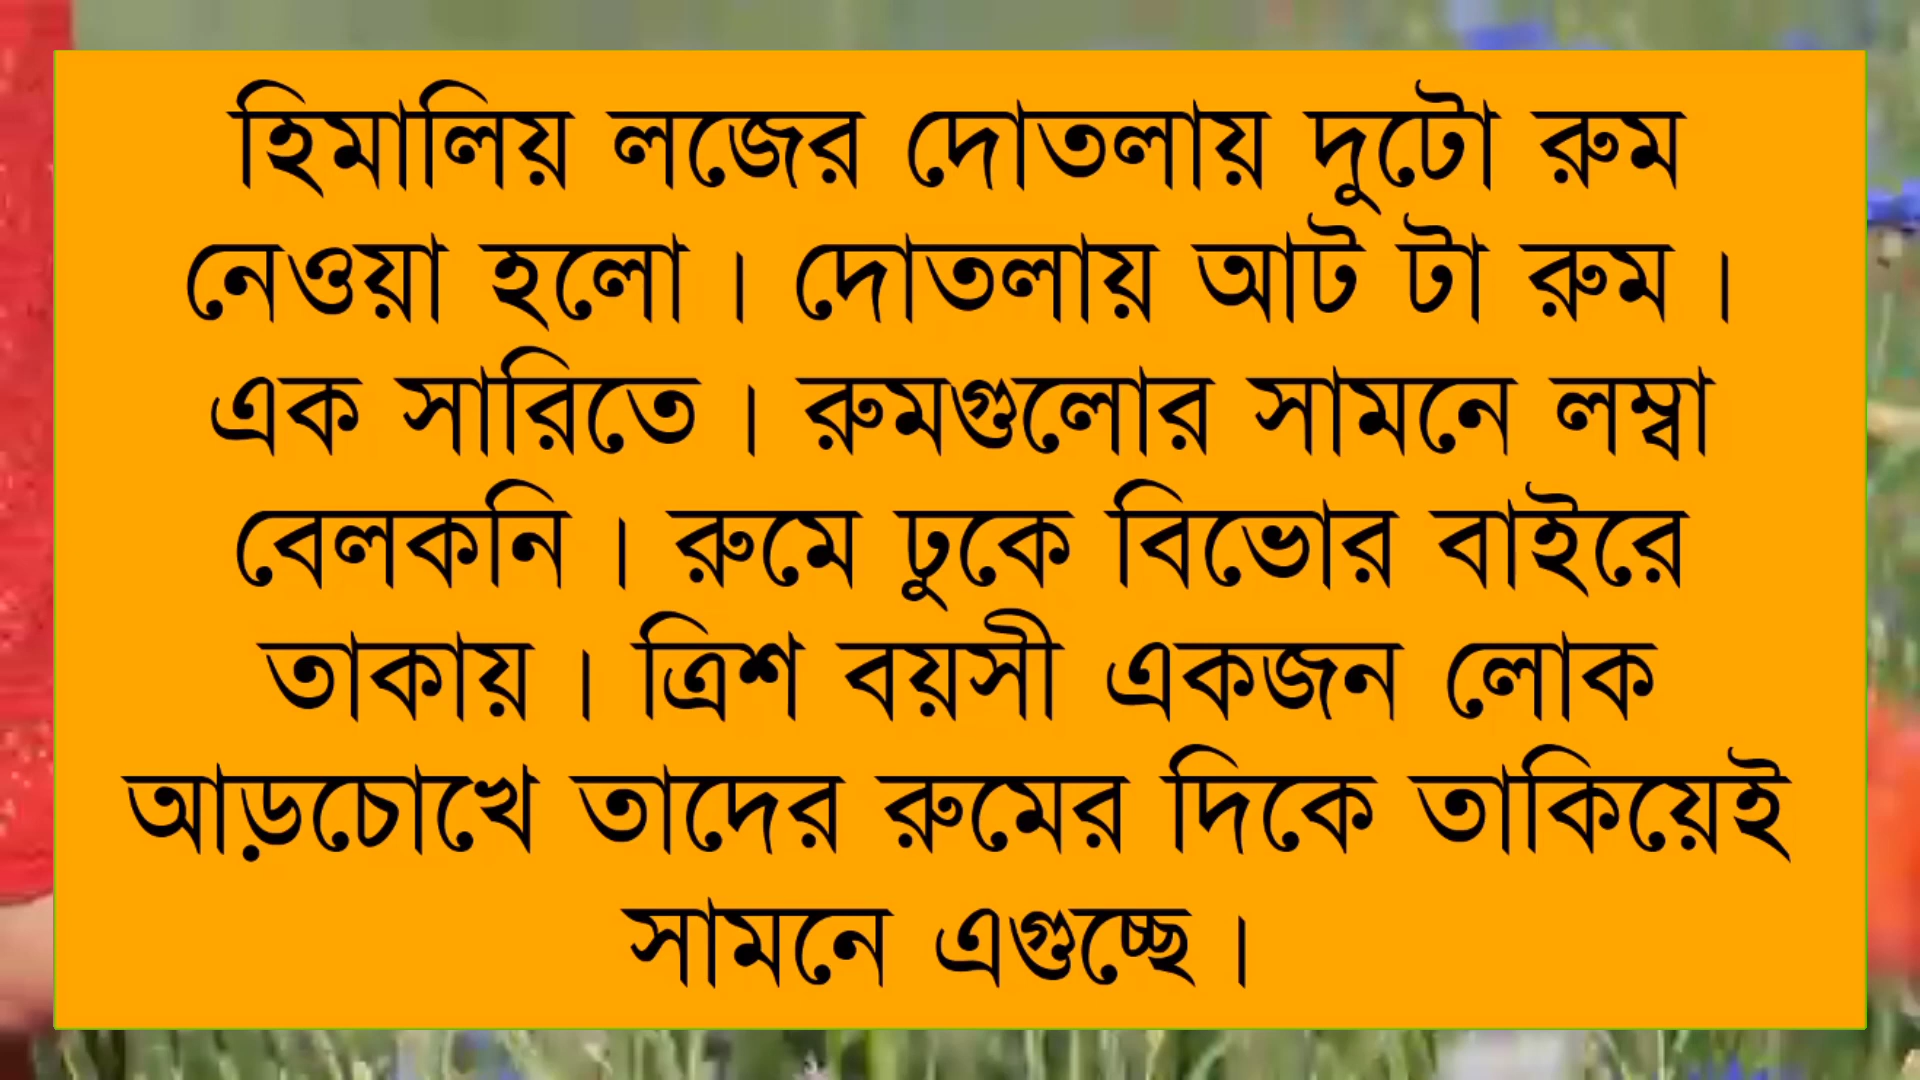 হিমালিয় লজের দোতলায় দুটো রুম
নেওয়া হলো । দোতলায় আট টা রুম ।
এক সারিতে । রুমগুলোর সামনে লম্বা
বেলকনি । রুমে ঢুকে বিভোর বাইরে
তাকায় । ত্রিশ বয়সী একজন লোক
আড়চোখে তাদের রুমের দিকে তাকিয়েই
সামনে এগুচ্ছে ।